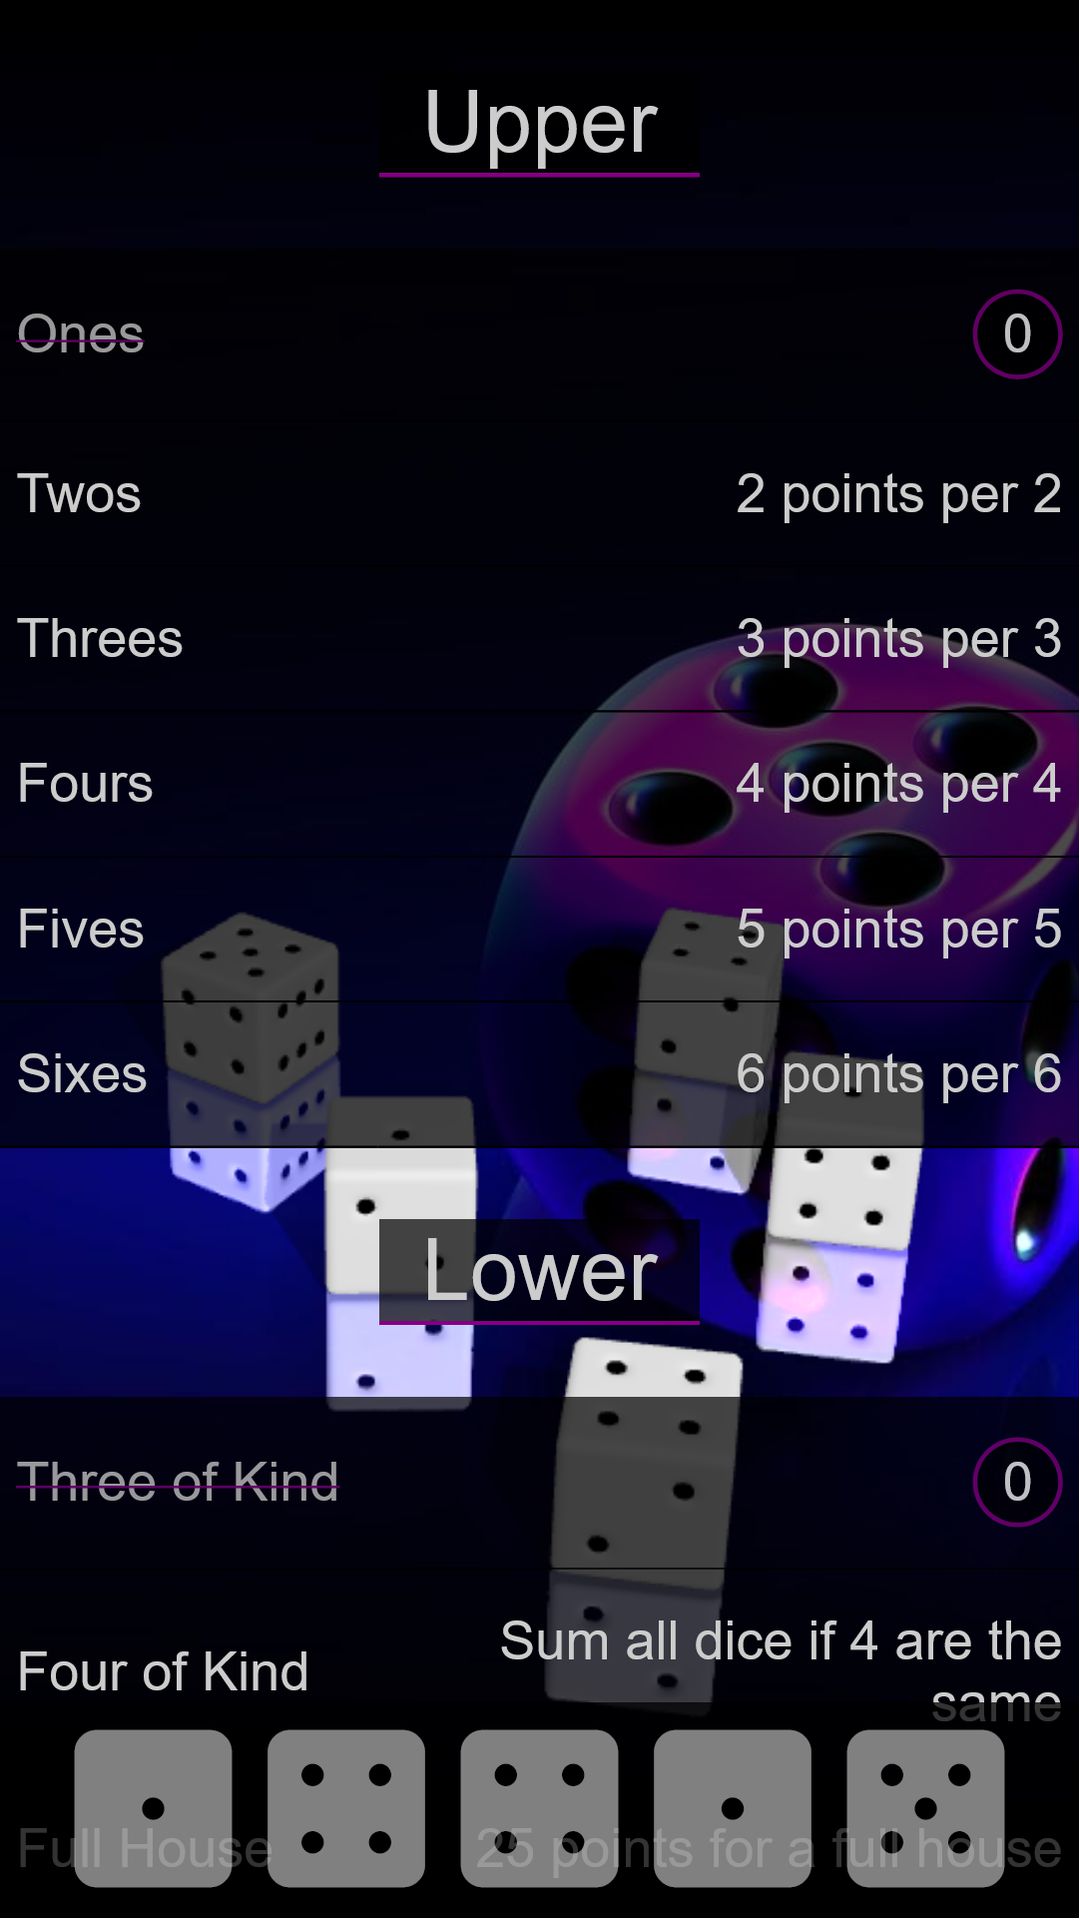 Upper
Ones 0
Twos 2 points per 2
Threes 3 points per 3
Fours 4 points per 4
Fives 5 points per 5
Sixes 6 points per 6
Lower
Three of Kind 0
Four of Kind Sum all dice if 4 are the
same
Full House 25 points for a full house